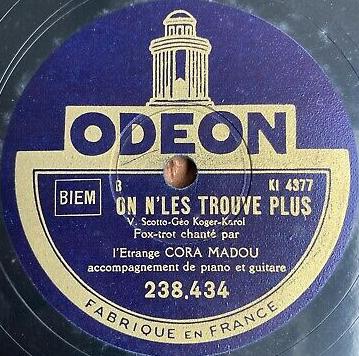 ODEON
BIEM
B KI 4377
ON N'LES TROUVE PLUS
V. Scotto-Géo Koger-Karol
Fox-trot chanté par
l'Etrange CORA MADOU
accompagnement de piano et guitare
238.434
FABRIQUE EN FRANCE